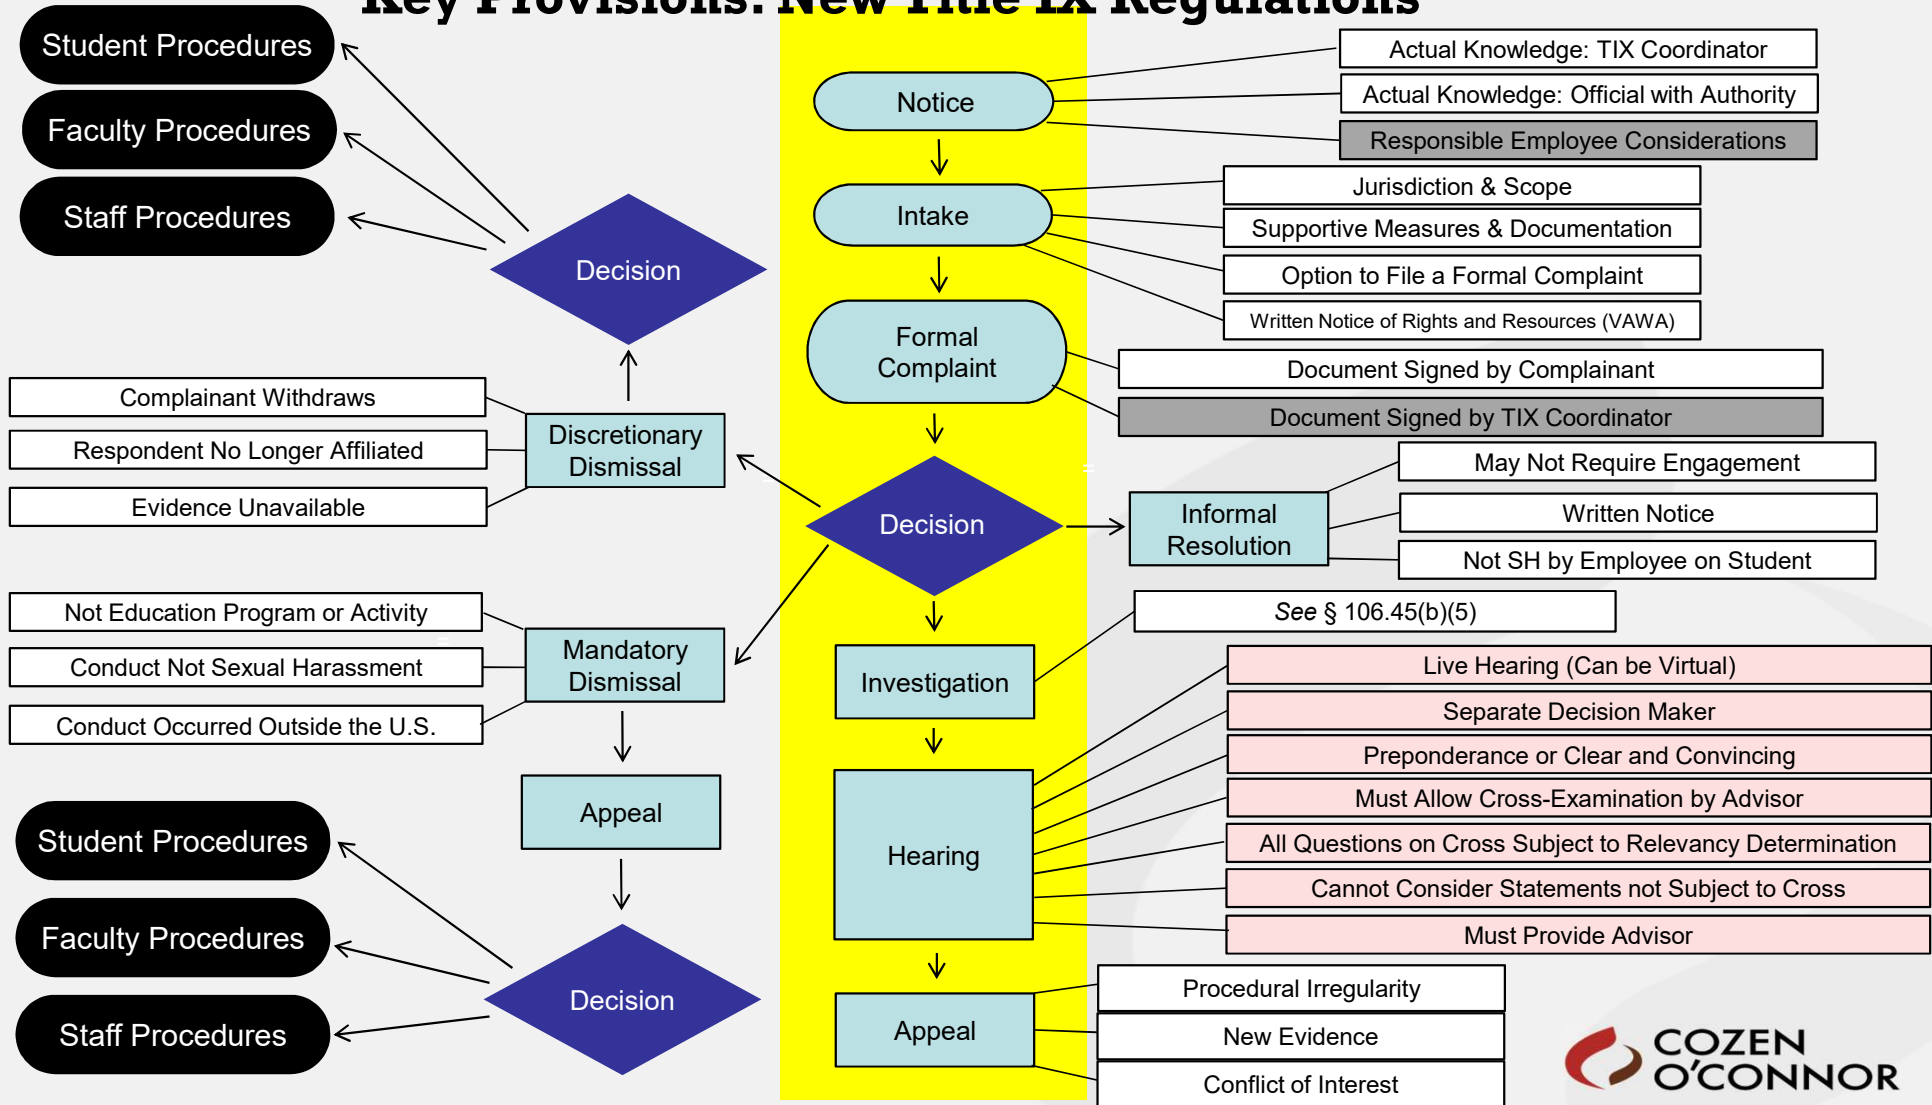 Key Provisions: New Title IX Regulations
Student Procedures
Faculty Procedures
Staff Procedures
Decision
Complainant Withdraws
Respondent No Longer Affiliated
Evidence Unavailable
Discretionary
Dismissal
Not Education Program or Activity
Conduct Not Sexual Harassment
Conduct Occurred Outside the U.S.
Mandatory
Dismissal
Appeal
Student Procedures
Faculty Procedures
Staff Procedures
Decision
Notice
Actual Knowledge: TIX Coordinator
Actual Knowledge: Official with Authority
Responsible Employee Considerations
Intake
Jurisdiction & Scope
Supportive Measures & Documentation
Option to File a Formal Complaint
Written Notice of Rights and Resources (VAWA)
Formal
Complaint
Document Signed by Complainant
Document Signed by TIX Coordinator
=
=
=
Decision
Informal
Resolution
May Not Require Engagement
Written Notice
Not SH by Employee on Student
Investigation
See § 106.45(b)(5)
Hearing
Live Hearing (Can be Virtual)
Separate Decision Maker
Preponderance or Clear and Convincing
Must Allow Cross-Examination by Advisor
All Questions on Cross Subject to Relevancy Determination
Cannot Consider Statements not Subject to Cross
Must Provide Advisor
Appeal
Procedural Irregularity
New Evidence
Conflict of Interest
COZEN
O'CONNOR